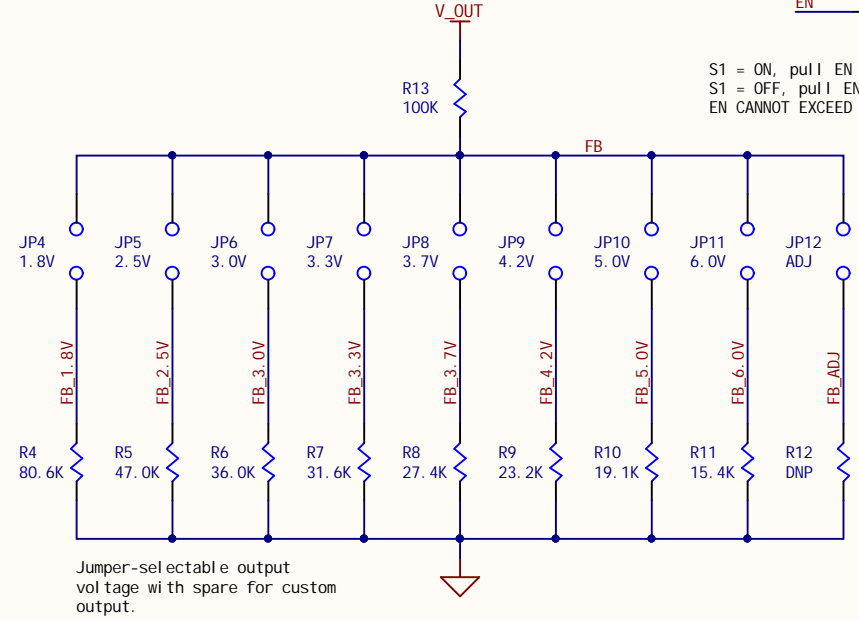 V_OUT
EN
S1 = ON, pull EN
S1 = OFF, pull EN
EN CANNOT EXCEED
R13
100K
FB
JP4
1.8V
JP5
2.5V
JP6
3.0V
JP7
3.3V
JP8
3.7V
JP9
4.2V
JP10
5.0V
JP11
6.0V
JP12
ADJ
FB_1.8V
FB_2.5V
FB_3.0V
FB_3.3V
FB_3.7V
FB_4.2V
FB_5.0V
FB_6.0V
FB_ADJ
R4
80.6K
R5
47.0K
R6
36.0K
R7
31.6K
R8
27.4K
R9
23.2K
R10
19.1K
R11
15.4K
R12
DNP
Jumper-selectable output
voltage with spare for custom
output.